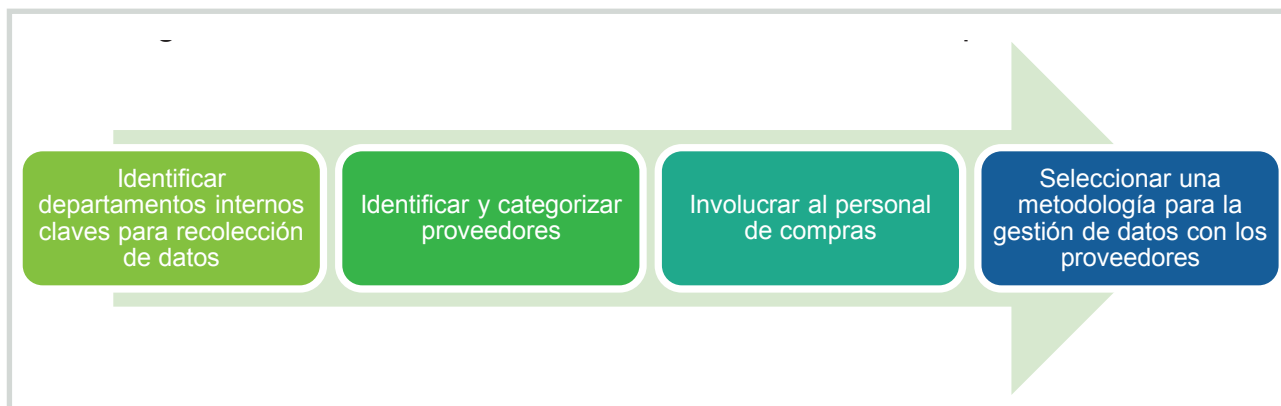 Identificar
departamentos internos
claves para recolección
de datos
Identificar y categorizar
proveedores
Involucrar al personal
de compras
Seleccionar una
metodología para la
gestión de datos con los
proveedores